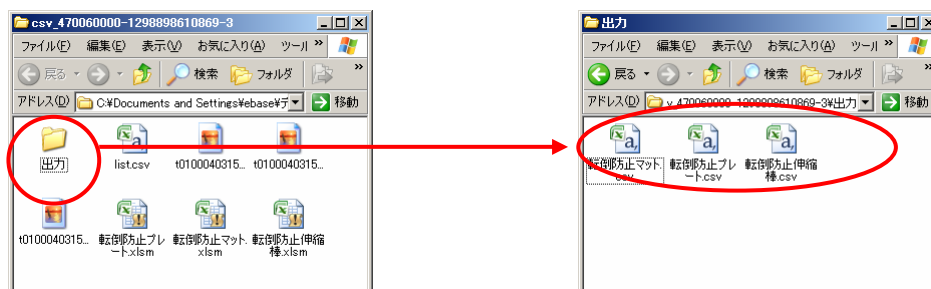 csv_470060000-1298898610869-3
ファイル(F) 編集(E) 表示(V) お気に入り(A) ツール »
戻る 検索 フォルダ »
アドレス(D) C:¥Documents and Settings¥ebase¥デ 移動
出力 list.csv t0100040315... t0100040315...
t0100040315... 転倒防止プレ
ート.xlsm 転倒防止マット.
xlsm 転倒防止伸縮
棒.xlsm
出力
ファイル(F) 編集(E) 表示(V) お気に入り(A) ツール »
戻る 検索 フォルダ »
アドレス(D) v_470060000-1298898610869-3¥出力 移動
転倒防止マット.
csv 転倒防止プレ
ート.csv 転倒防止伸縮
棒.csv